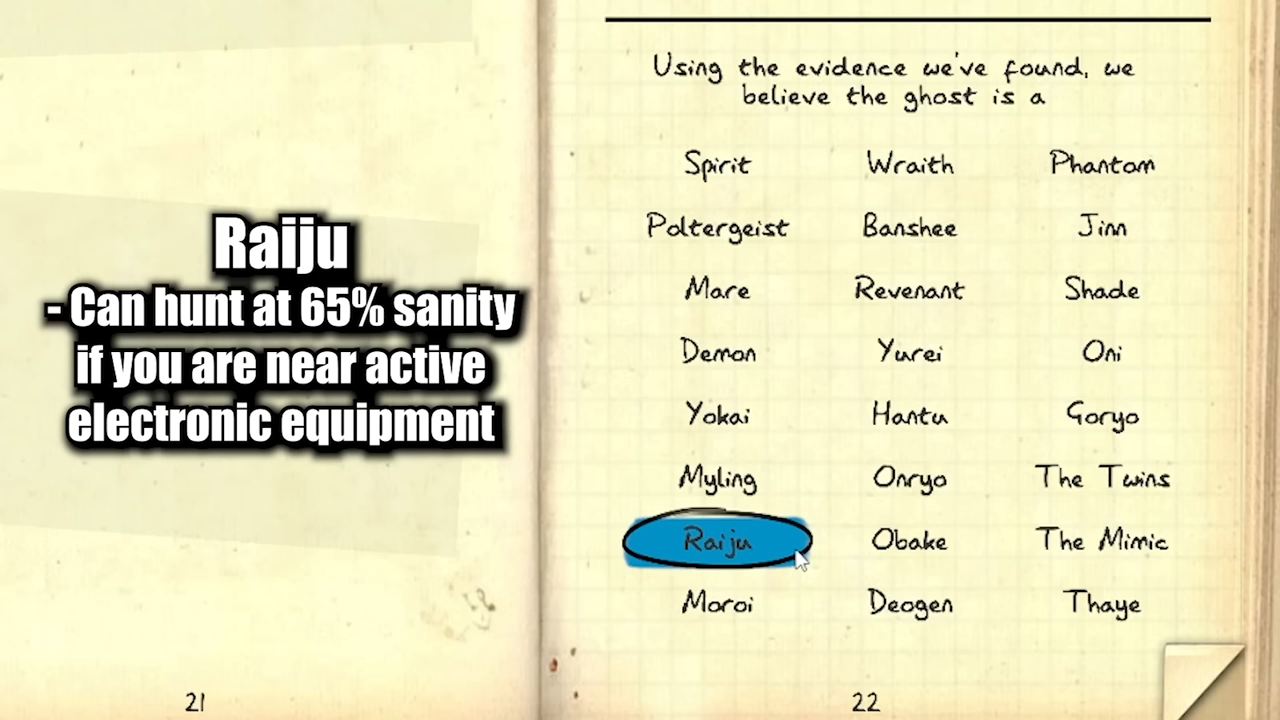 Raiju
- Can hunt at 65% sanity
if you are near active
electronic equipment
21
Using the evidence we've found, we
believe the ghost is a
Spirit Wraith Phantom
Poltergeist Banshee Jinn
Mare Revenant Shade
Demon Yurei Oni
Yokai Hantu Goryo
Myling Onryo The Twins
Raiju Obake The Mimic
Moroi Deogen Thaye
22